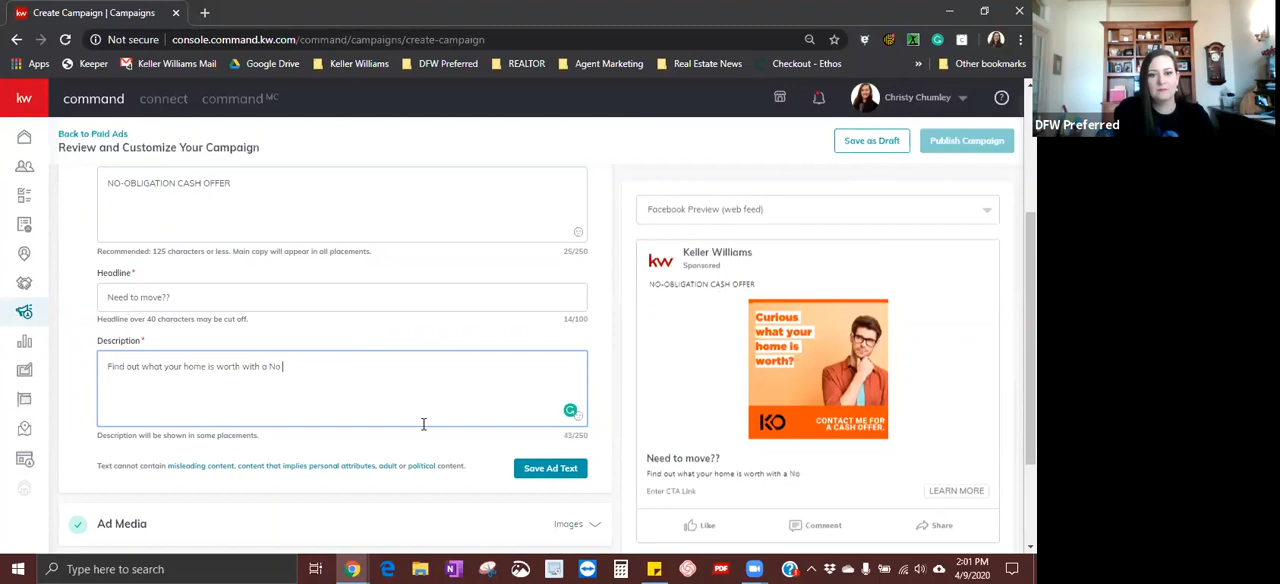 kw Create Campaign | Campaigns
Not secure console.command.kw.com/command/campaigns/create-campaign
Apps Keeper Keller Williams Mail Google Drive Keller Williams DFW Preferred REALTOR Agent Marketing Real Estate News Checkout - Ethos » Other bookmarks
kw command connect command MC Christy Chumley
DFW Preferred
Back to Paid Ads
Review and Customize Your Campaign
Save as Draft
Publish Campaign
NO-OBLIGATION CASH OFFER
Recommended: 125 characters or less. Main copy will appear in all placements. 25/250
Headline*
Need to move??
Headline over 40 characters may be cut off. 14/100
Description*
Find out what your home is worth with a No
Description will be shown in some placements. 43/250
Text cannot contain misleading content, content that implies personal attributes, adult or political content.
Save Ad Text
Ad Media Images
Facebook Preview (web feed)
kw Keller Williams
Sponsored
NO-OBLIGATION CASH OFFER
Curious
what your
home is
worth?
KO CONTACT ME FOR
A CASH OFFER.
Need to move??
Find out what your home is worth with a No
Enter CTA Link LEARN MORE
Like Comment Share
Type here to search
PDF
2:01 PM
4/9/2020